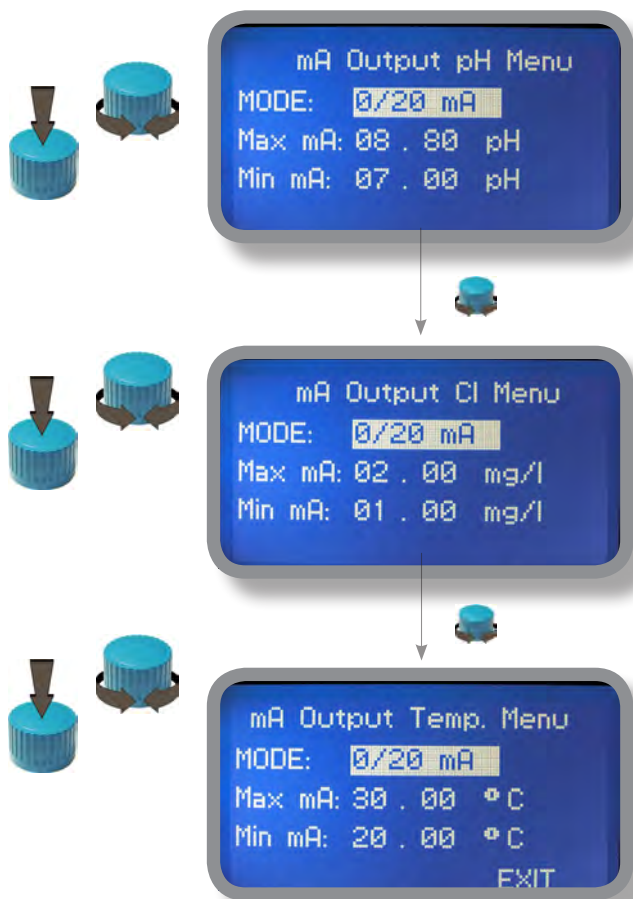 mA Output pH Menu
MODE: 0/20 mA
Max mA: 08 . 80 pH
Min mA: 07 . 00 pH
mA Output Cl Menu
MODE: 0/20 mA
Max mA: 02 . 00 mg/l
Min mA: 01 . 00 mg/l
mA Output Temp. Menu
MODE: 0/20 mA
Max mA: 30 . 00 °C
Min mA: 20 . 00 °C
EXIT